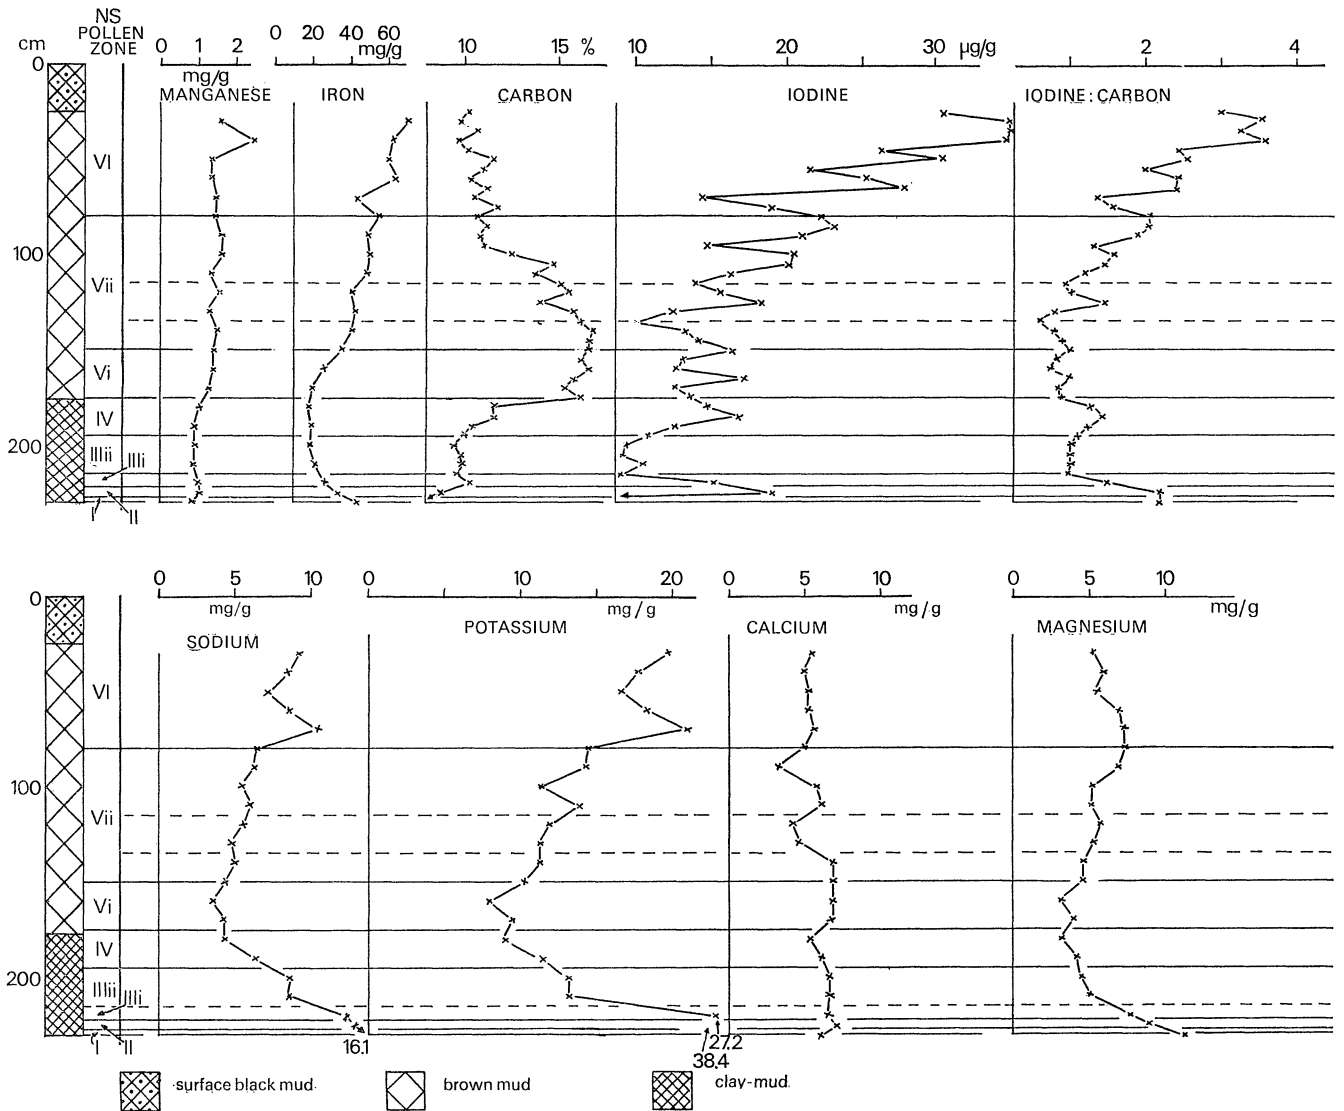 NS
POLLEN
ZONE
cm 0 1 2 0 20 40 60 10 15 % 10 20 30 µg/g 2 4
mg/g
0
mg/g
MANGANESE IRON CARBON IODINE IODINE : CARBON
VI
100
Vii
Vi
IV
200
IIIii IIIi
I II
0 5 10 0 10 20 0 5 10 0 5 10
0
mg/g mg/g mg/g mg/g
SODIUM POTASSIUM CALCIUM MAGNESIUM
VI
100
Vii
Vi
IV
200
IIIii IIIi
I II
16.1 27.2
38.4
surface black mud brown mud clay-mud